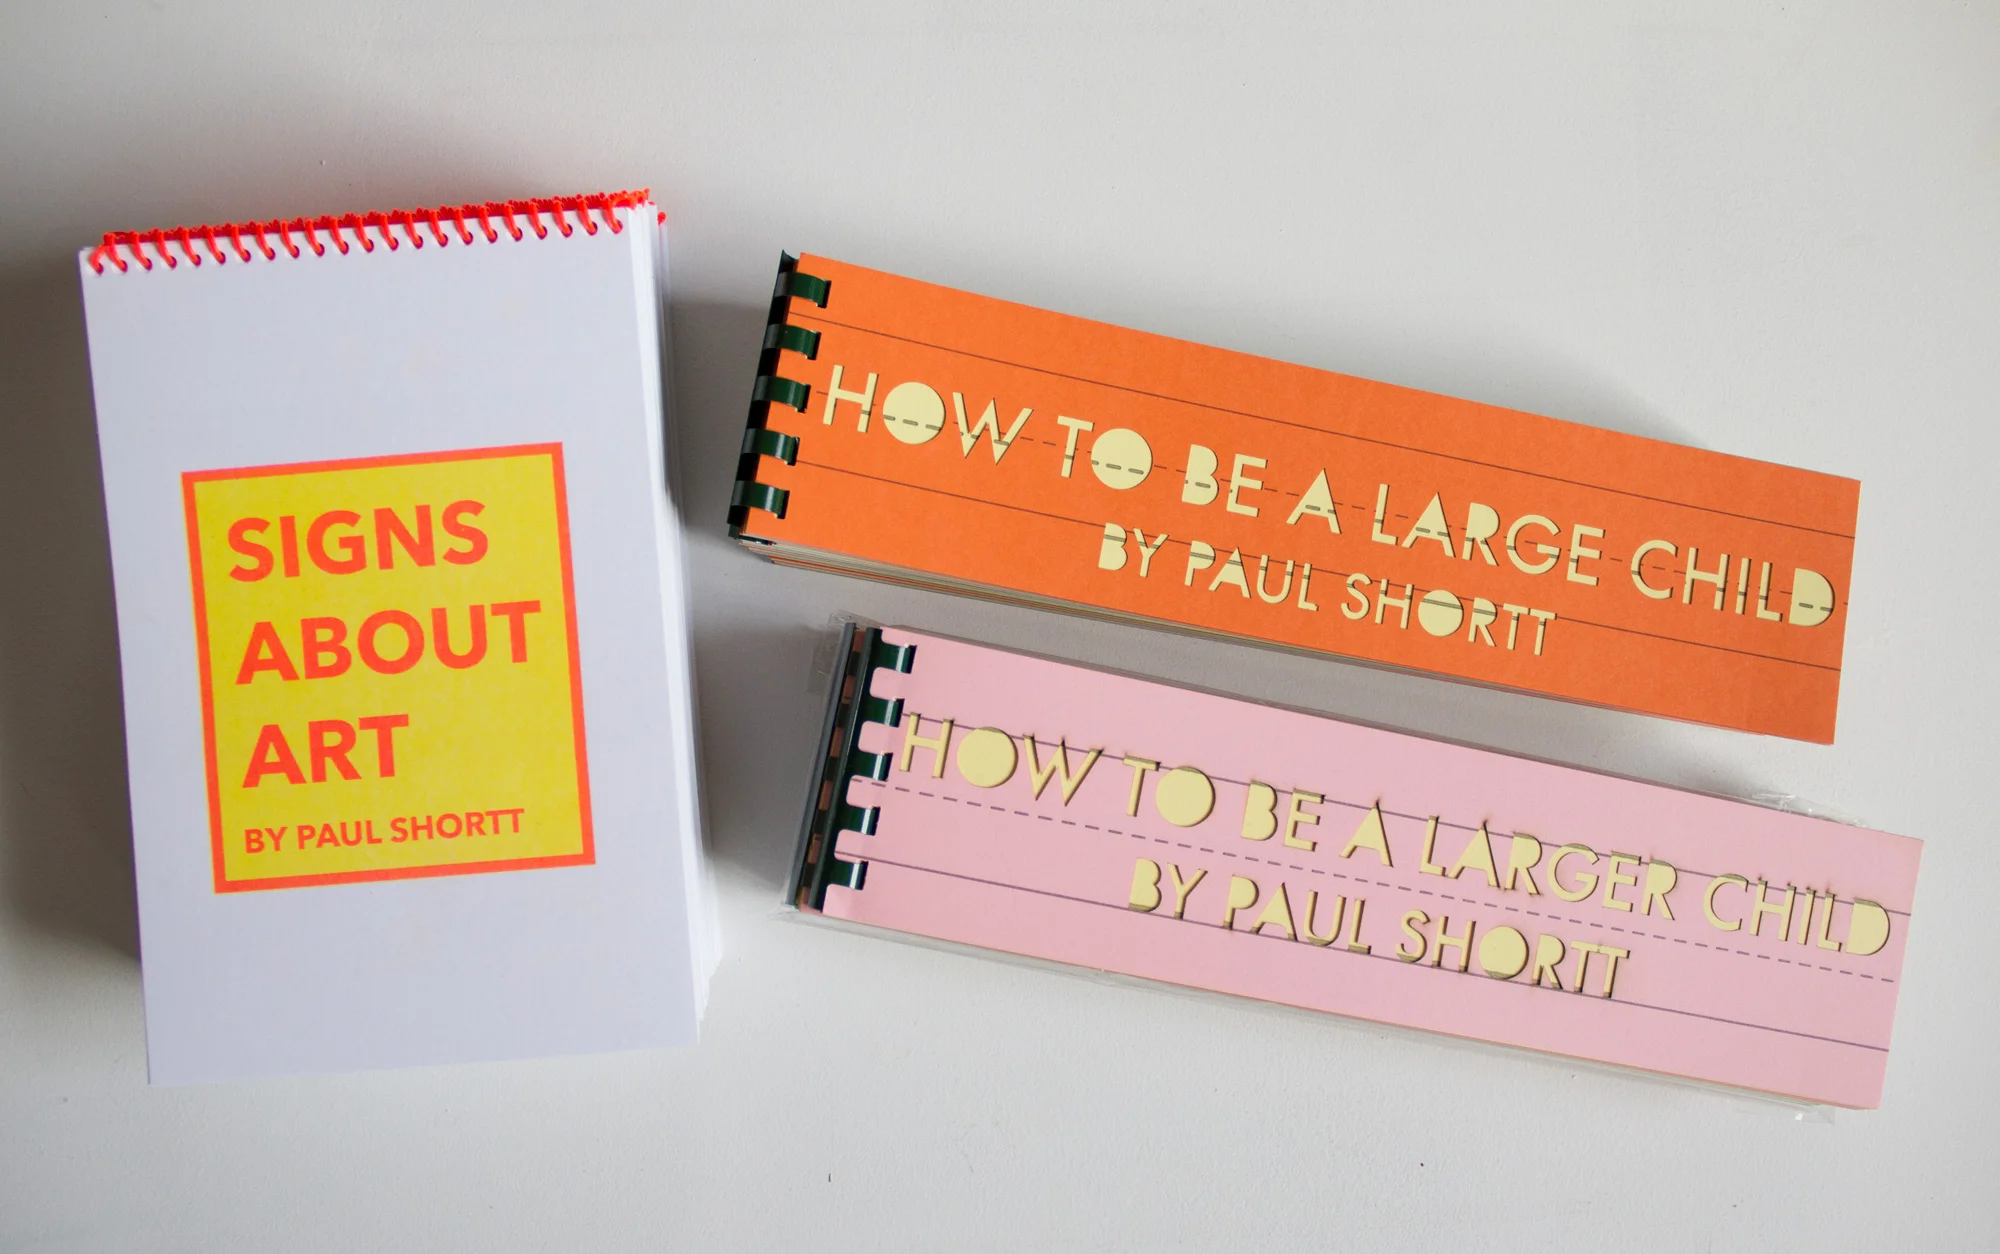 SIGNS
ABOUT
ART
BY PAUL SHORTT
HOW TO BE A LARGE CHILD
BY PAUL SHORTT
HOW TO BE A LARGER CHILD
BY PAUL SHORTT